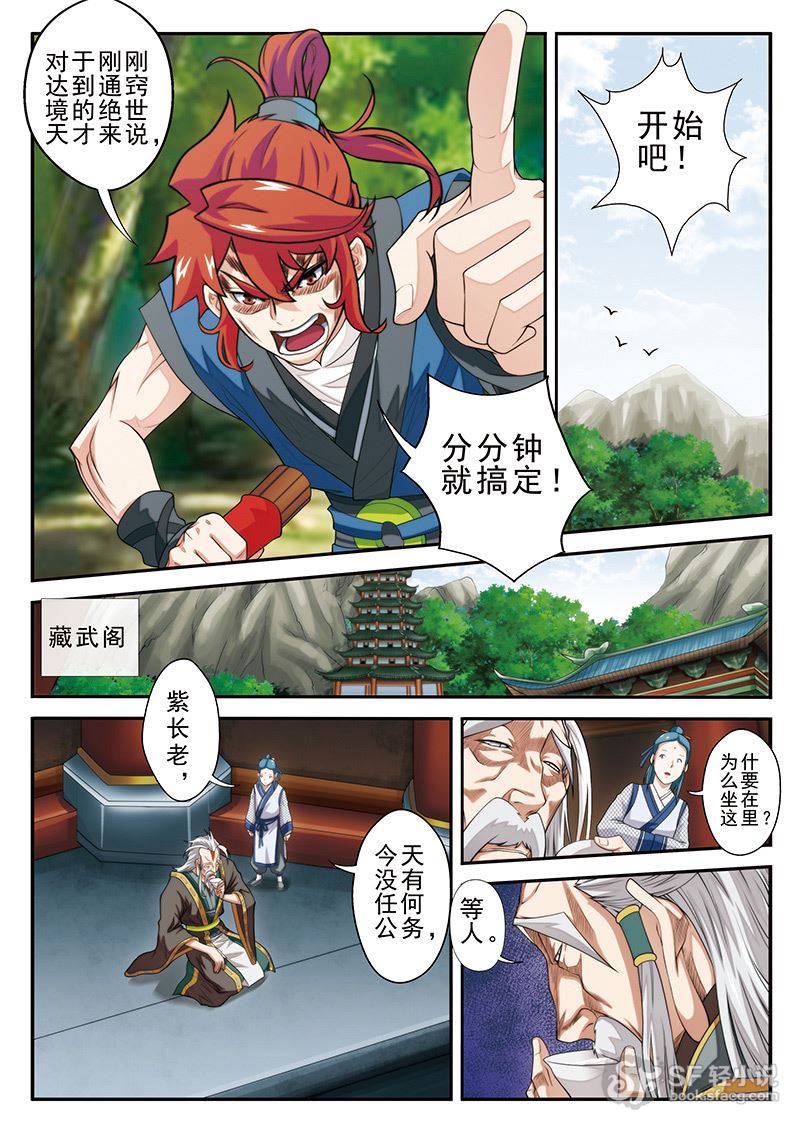 对于刚刚
达到通窍
境的绝世
天才来说，
分分钟
就搞定！
开始
吧！
藏武阁
紫长老，
今天
没有
任何
公务，
为什
么要
坐在
这里？
等人。
SF轻小说
book.sfacg.com